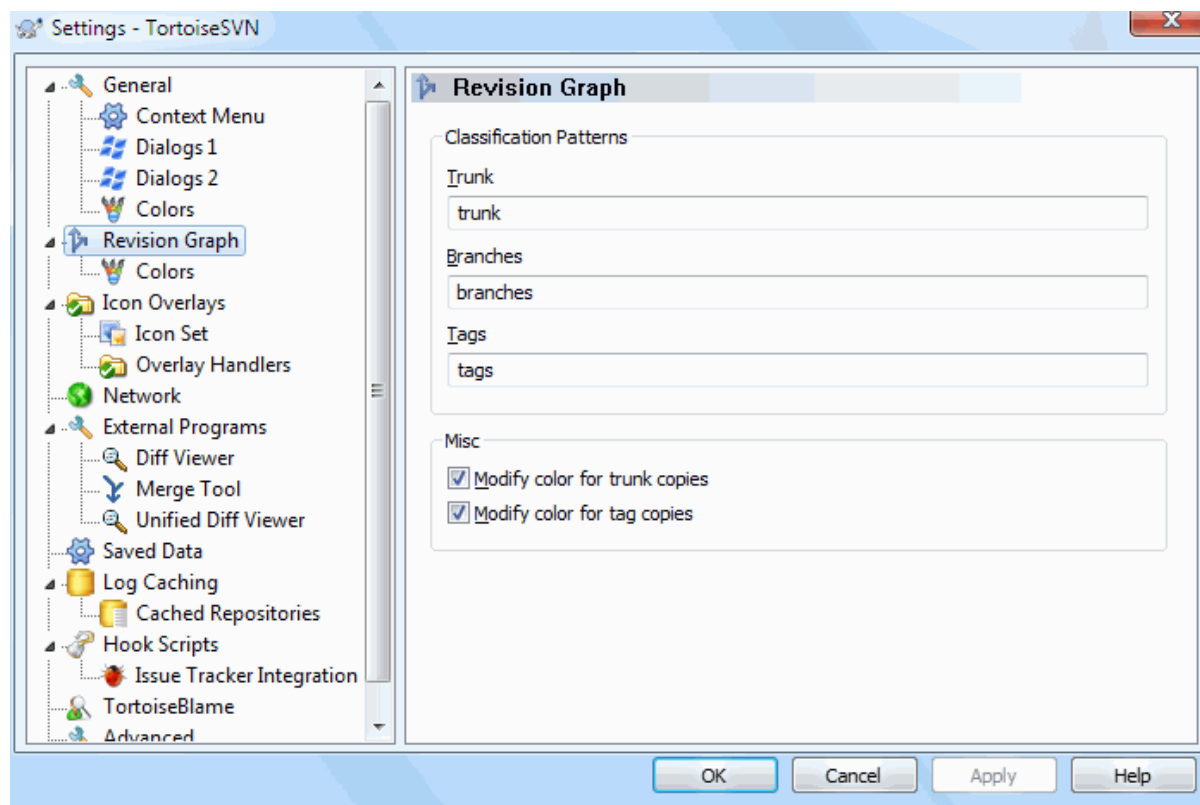 Settings - TortoiseSVN
General
Context Menu
Dialogs 1
Dialogs 2
Colors
Revision Graph
Colors
Icon Overlays
Icon Set
Overlay Handlers
Network
External Programs
Diff Viewer
Merge Tool
Unified Diff Viewer
Saved Data
Log Caching
Cached Repositories
Hook Scripts
Issue Tracker Integration
TortoiseBlame
Advanced
Revision Graph
Classification Patterns
Trunk
trunk
Branches
branches
Tags
tags
Misc
Modify color for trunk copies
Modify color for tag copies
OK
Cancel
Apply
Help